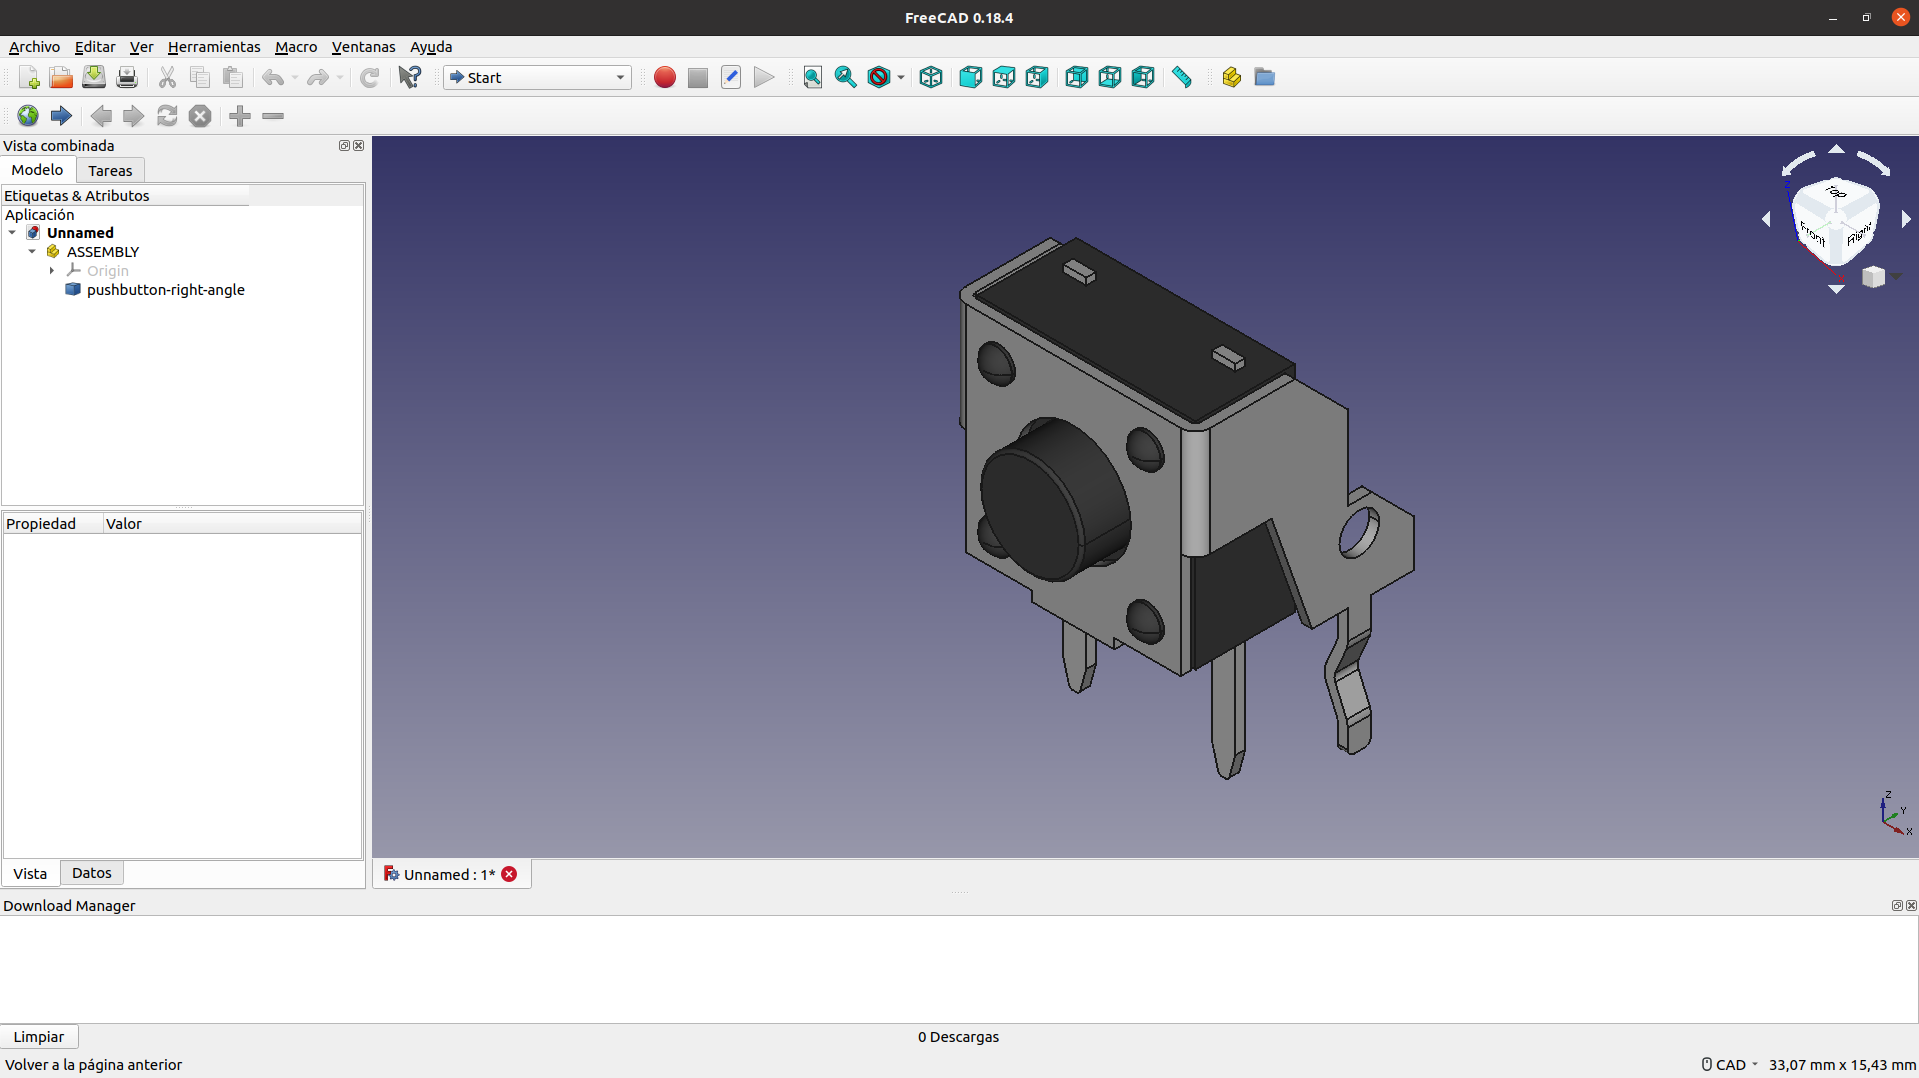 FreeCAD 0.18.4
Archivo Editar Ver Herramientas Macro Ventanas Ayuda
Start
Vista combinada
Modelo Tareas
Etiquetas & Atributos
Aplicación
Unnamed
ASSEMBLY
Origin
pushbutton-right-angle
Propiedad Valor
Vista Datos
Top
Front
Right
Z
Z
Y
X
Unnamed : 1*
Download Manager
Limpiar
0 Descargas
Volver a la página anterior
CAD
33,07 mm x 15,43 mm